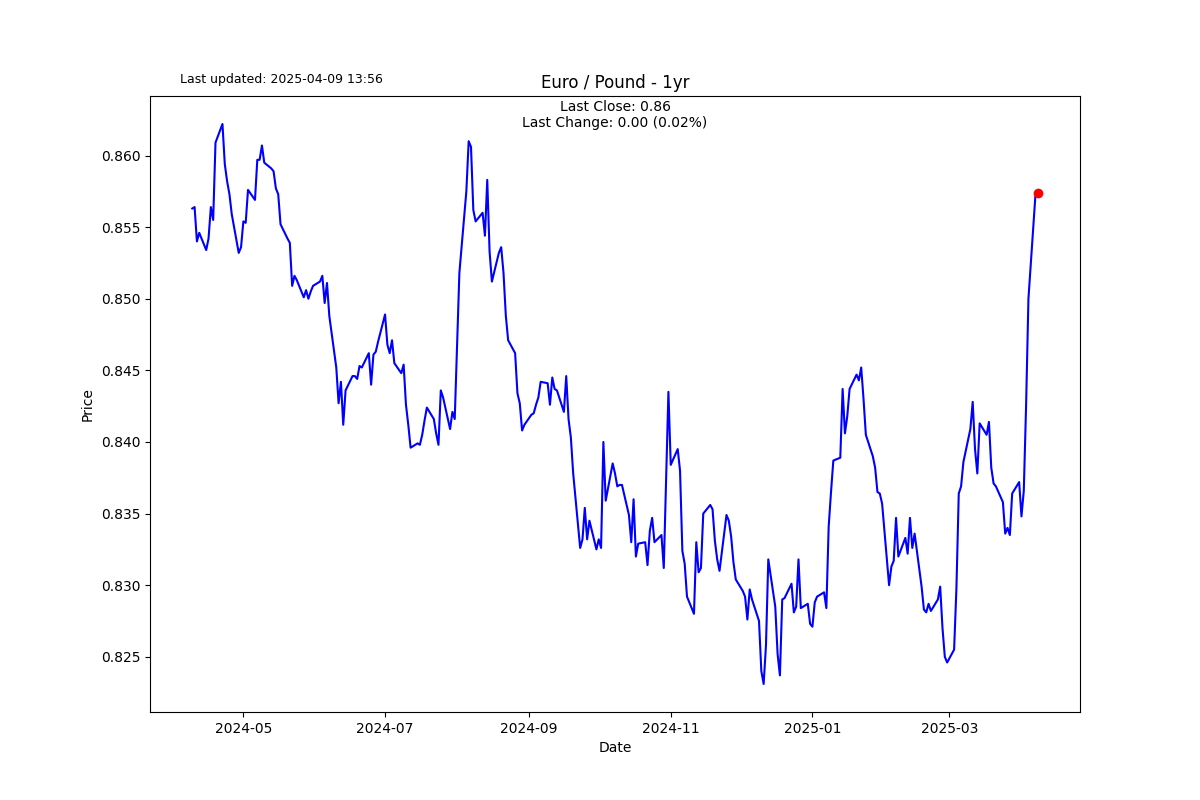 Last updated: 2025-04-09 13:56
Euro / Pound - 1yr
Last Close: 0.86
Last Change: 0.00 (0.02%)
0.860
0.855
0.850
0.845
0.840
0.835
0.830
0.825
Price
2024-05 2024-07 2024-09 2024-11 2025-01 2025-03
Date